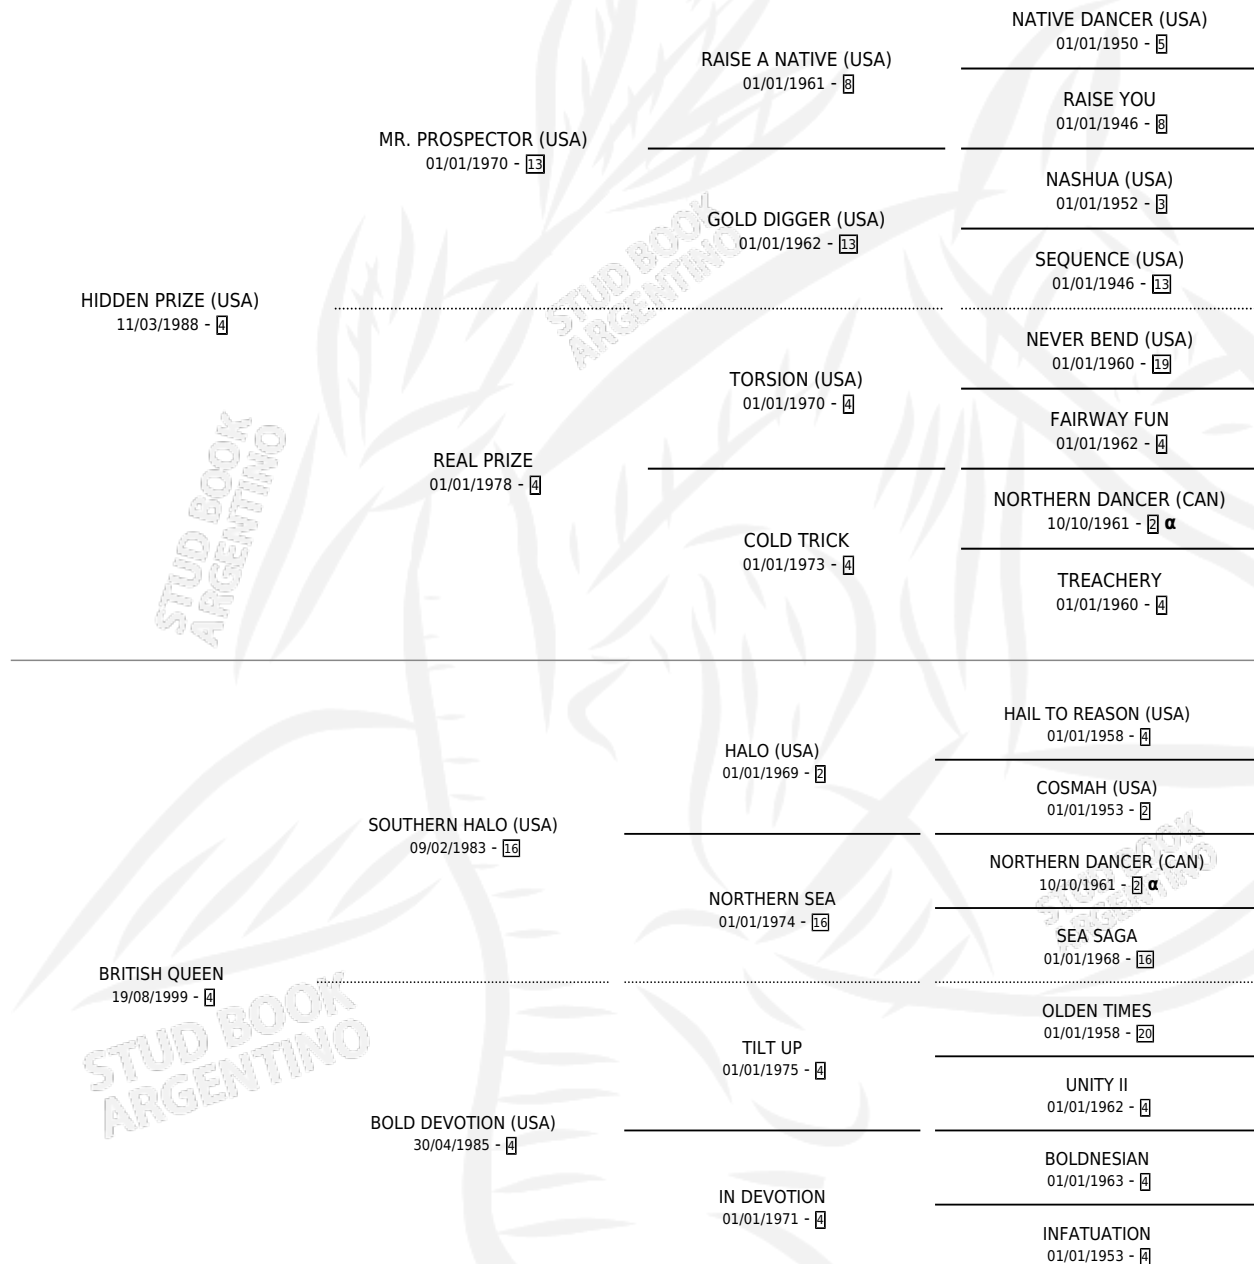 NATIVE DANCER (USA)
01/01/1950 - 5
RAISE A NATIVE (USA)
01/01/1961 - 8
RAISE YOU
01/01/1946 - 8
MR. PROSPECTOR (USA)
01/01/1970 - 13
NASHUA (USA)
01/01/1952 - 3
GOLD DIGGER (USA)
01/01/1962 - 13
SEQUENCE (USA)
01/01/1946 - 13
HIDDEN PRIZE (USA)
11/03/1988 - 4
NEVER BEND (USA)
01/01/1960 - 19
TORSION (USA)
01/01/1970 - 4
FAIRWAY FUN
01/01/1962 - 4
REAL PRIZE
01/01/1978 - 4
NORTHERN DANCER (CAN)
10/10/1961 - 2 α
COLD TRICK
01/01/1973 - 4
TREACHERY
01/01/1960 - 4
HAIL TO REASON (USA)
01/01/1958 - 4
HALO (USA)
01/01/1969 - 2
COSMAH (USA)
01/01/1953 - 2
SOUTHERN HALO (USA)
09/02/1983 - 16
NORTHERN DANCER (CAN)
10/10/1961 - 2 α
NORTHERN SEA
01/01/1974 - 16
SEA SAGA
01/01/1968 - 16
BRITISH QUEEN
19/08/1999 - 4
OLDEN TIMES
01/01/1958 - 20
TILT UP
01/01/1975 - 4
UNITY II
01/01/1962 - 4
BOLD DEVOTION (USA)
30/04/1985 - 4
BOLDNESIAN
01/01/1963 - 4
IN DEVOTION
01/01/1971 - 4
INFATUATION
01/01/1953 - 4
STUD BOOK
ARGENTINO
STUD BOOK
ARGENTINO
STUD BOOK
ARGENTINO
STUD BOOK
ARGENTINO